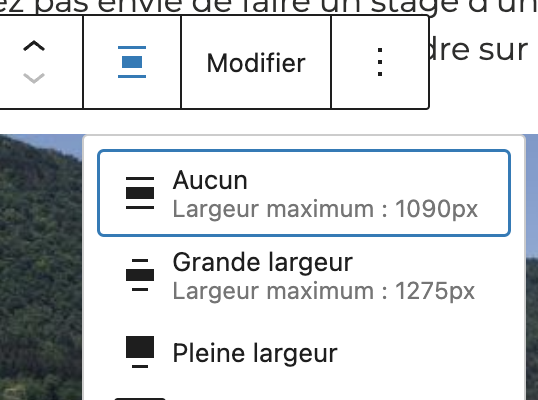 ez pas envie de faire un stage d'un
dre sur
Modifier
Aucun
Largeur maximum : 1090px
Grande largeur
Largeur maximum : 1275px
Pleine largeur